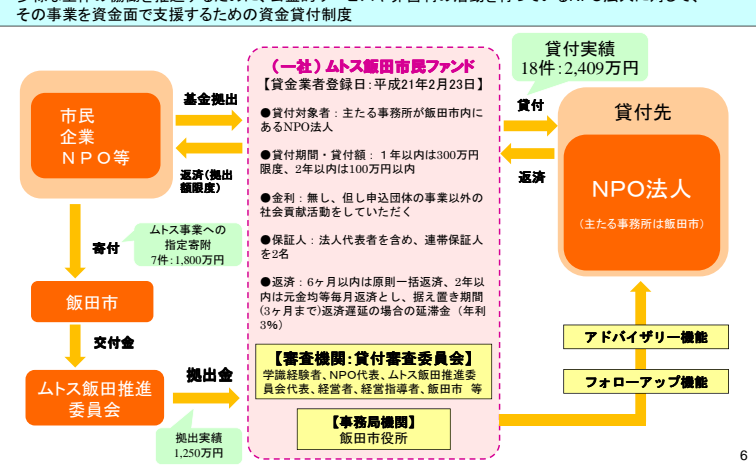 その事業を資金面で支援するための資金貸付制度
(一社)ムトス飯田市民ファンド
【貸金業者登録日:平成21年2月23日】
●貸付対象者:主たる事務所が飯田市内に
あるNPO法人
●貸付期間・貸付額:1年以内は300万円
限度、2年以内は100万円以内
●金利:無し、但し申込団体の事業以外の
社会貢献活動をしていただく
●保証人:法人代表者を含め、連帯保証人
を2名
●返済:6ヶ月以内は原則一括返済、2年以
内は元金均等毎月返済とし、据え置き期間
(3ヶ月まで)返済遅延の場合の延滞金(年利
3%)
【審査機関:貸付審査委員会】
学識経験者、NPO代表、ムトス飯田推進委
員会代表、経営者、経営指導者、飯田市 等
【事務局機関】
飯田市役所
市民
企業
NPO等
基金拠出
返済(拠出
額限度)
寄付
ムトス事業への
指定寄附
7件:1,800万円
飯田市
交付金
ムトス飯田推進
委員会
拠出金
拠出実績
1,250万円
貸付実績
18件:2,409万円
貸付
返済
貸付先
NPO法人
(主たる事務所は飯田市)
アドバイザリー機能
フォローアップ機能
6